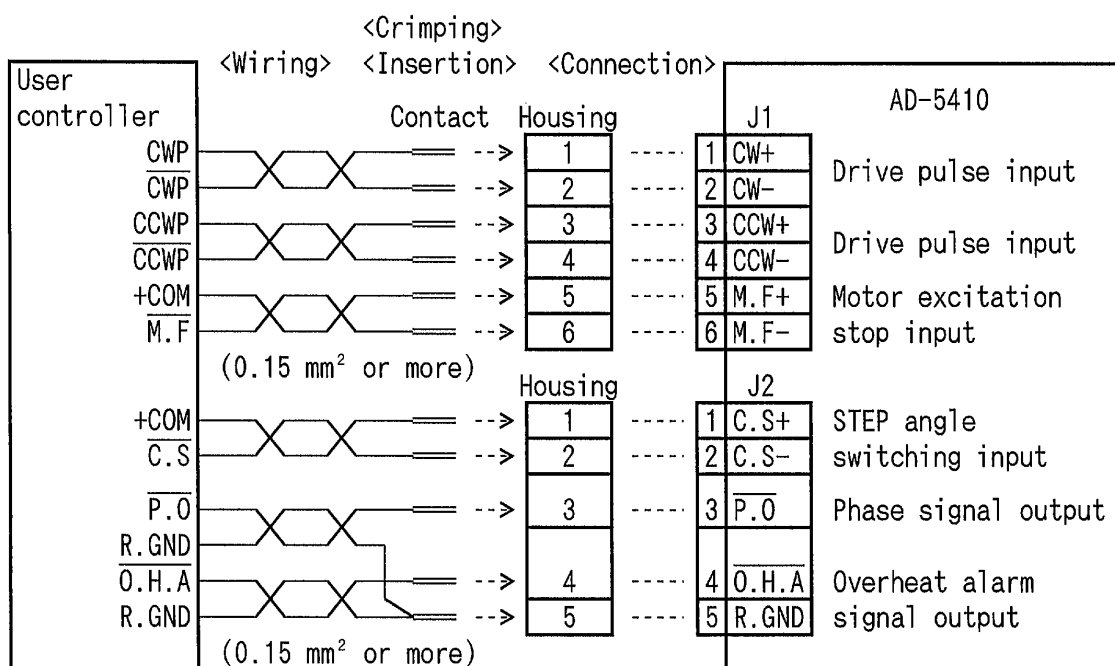 <Crimping>
<Wiring> <Insertion> <Connection>
User
controller
AD-5410
Contact Housing J1
CWP 1 1 CW+
C̅W̅P̅ 2 2 CW-
Drive pulse input
CCWP 3 3 CCW+
C̅C̅W̅P̅ 4 4 CCW-
Drive pulse input
+COM 5 5 M.F+ Motor excitation
M̅.̅F̅ 6 6 M.F- stop input
(0.15 mm² or more)
Housing J2
+COM 1 1 C.S+ STEP angle
C̅.̅S̅ 2 2 C.S- switching input
P̅.̅O̅ 3 3 P̅.̅O̅ Phase signal output
R.GND
O̅.̅H̅.̅A̅ 4 4 O̅.̅H̅.̅A̅ Overheat alarm
R.GND 5 5 R.GND signal output
(0.15 mm² or more)